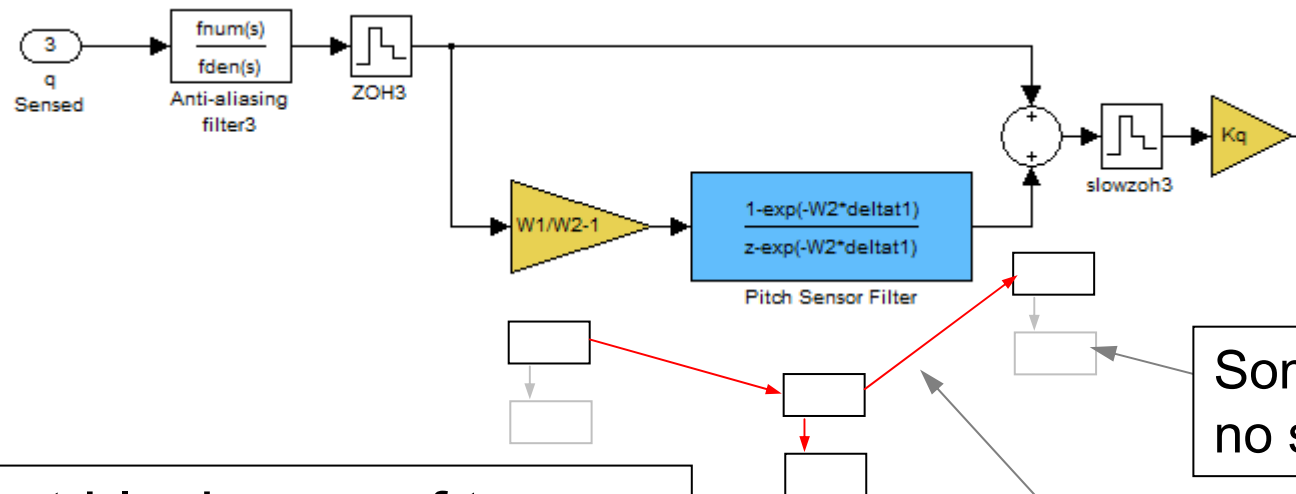 3
q
Sensed
fnum(s)
fden(s)
Anti-aliasing
filter3
ZOH3
+
+
slowzoh3
Kq
W1/W2-1
1-exp(-W2*deltat1)
z-exp(-W2*deltat1)
Pitch Sensor Filter
no